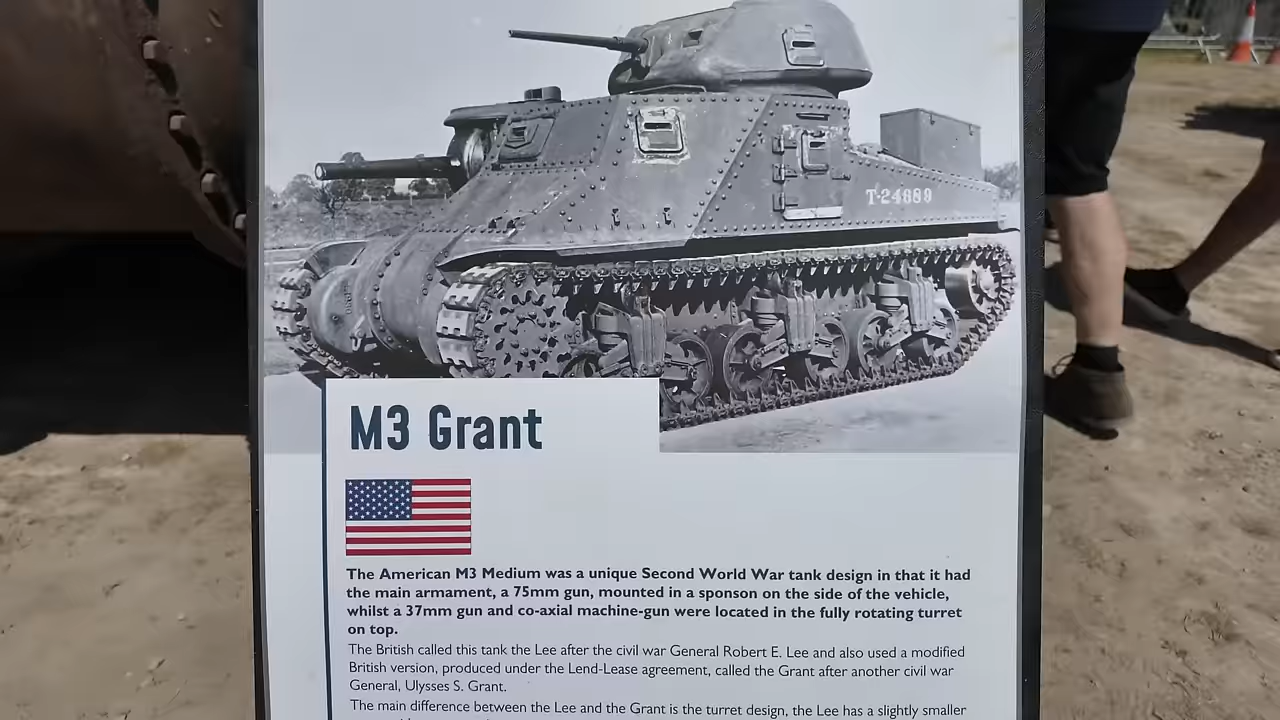 T-24689
M3 Grant
The American M3 Medium was a unique Second World War tank design in that it had
the main armament, a 75mm gun, mounted in a sponson on the side of the vehicle,
whilst a 37mm gun and co-axial machine-gun were located in the fully rotating turret
on top.
The British called this tank the Lee after the civil war General Robert E. Lee and also used a modified
British version, produced under the Lend-Lease agreement, called the Grant after another civil war
General, Ulysses S. Grant.
The main difference between the Lee and the Grant is the turret design, the Lee has a slightly smaller